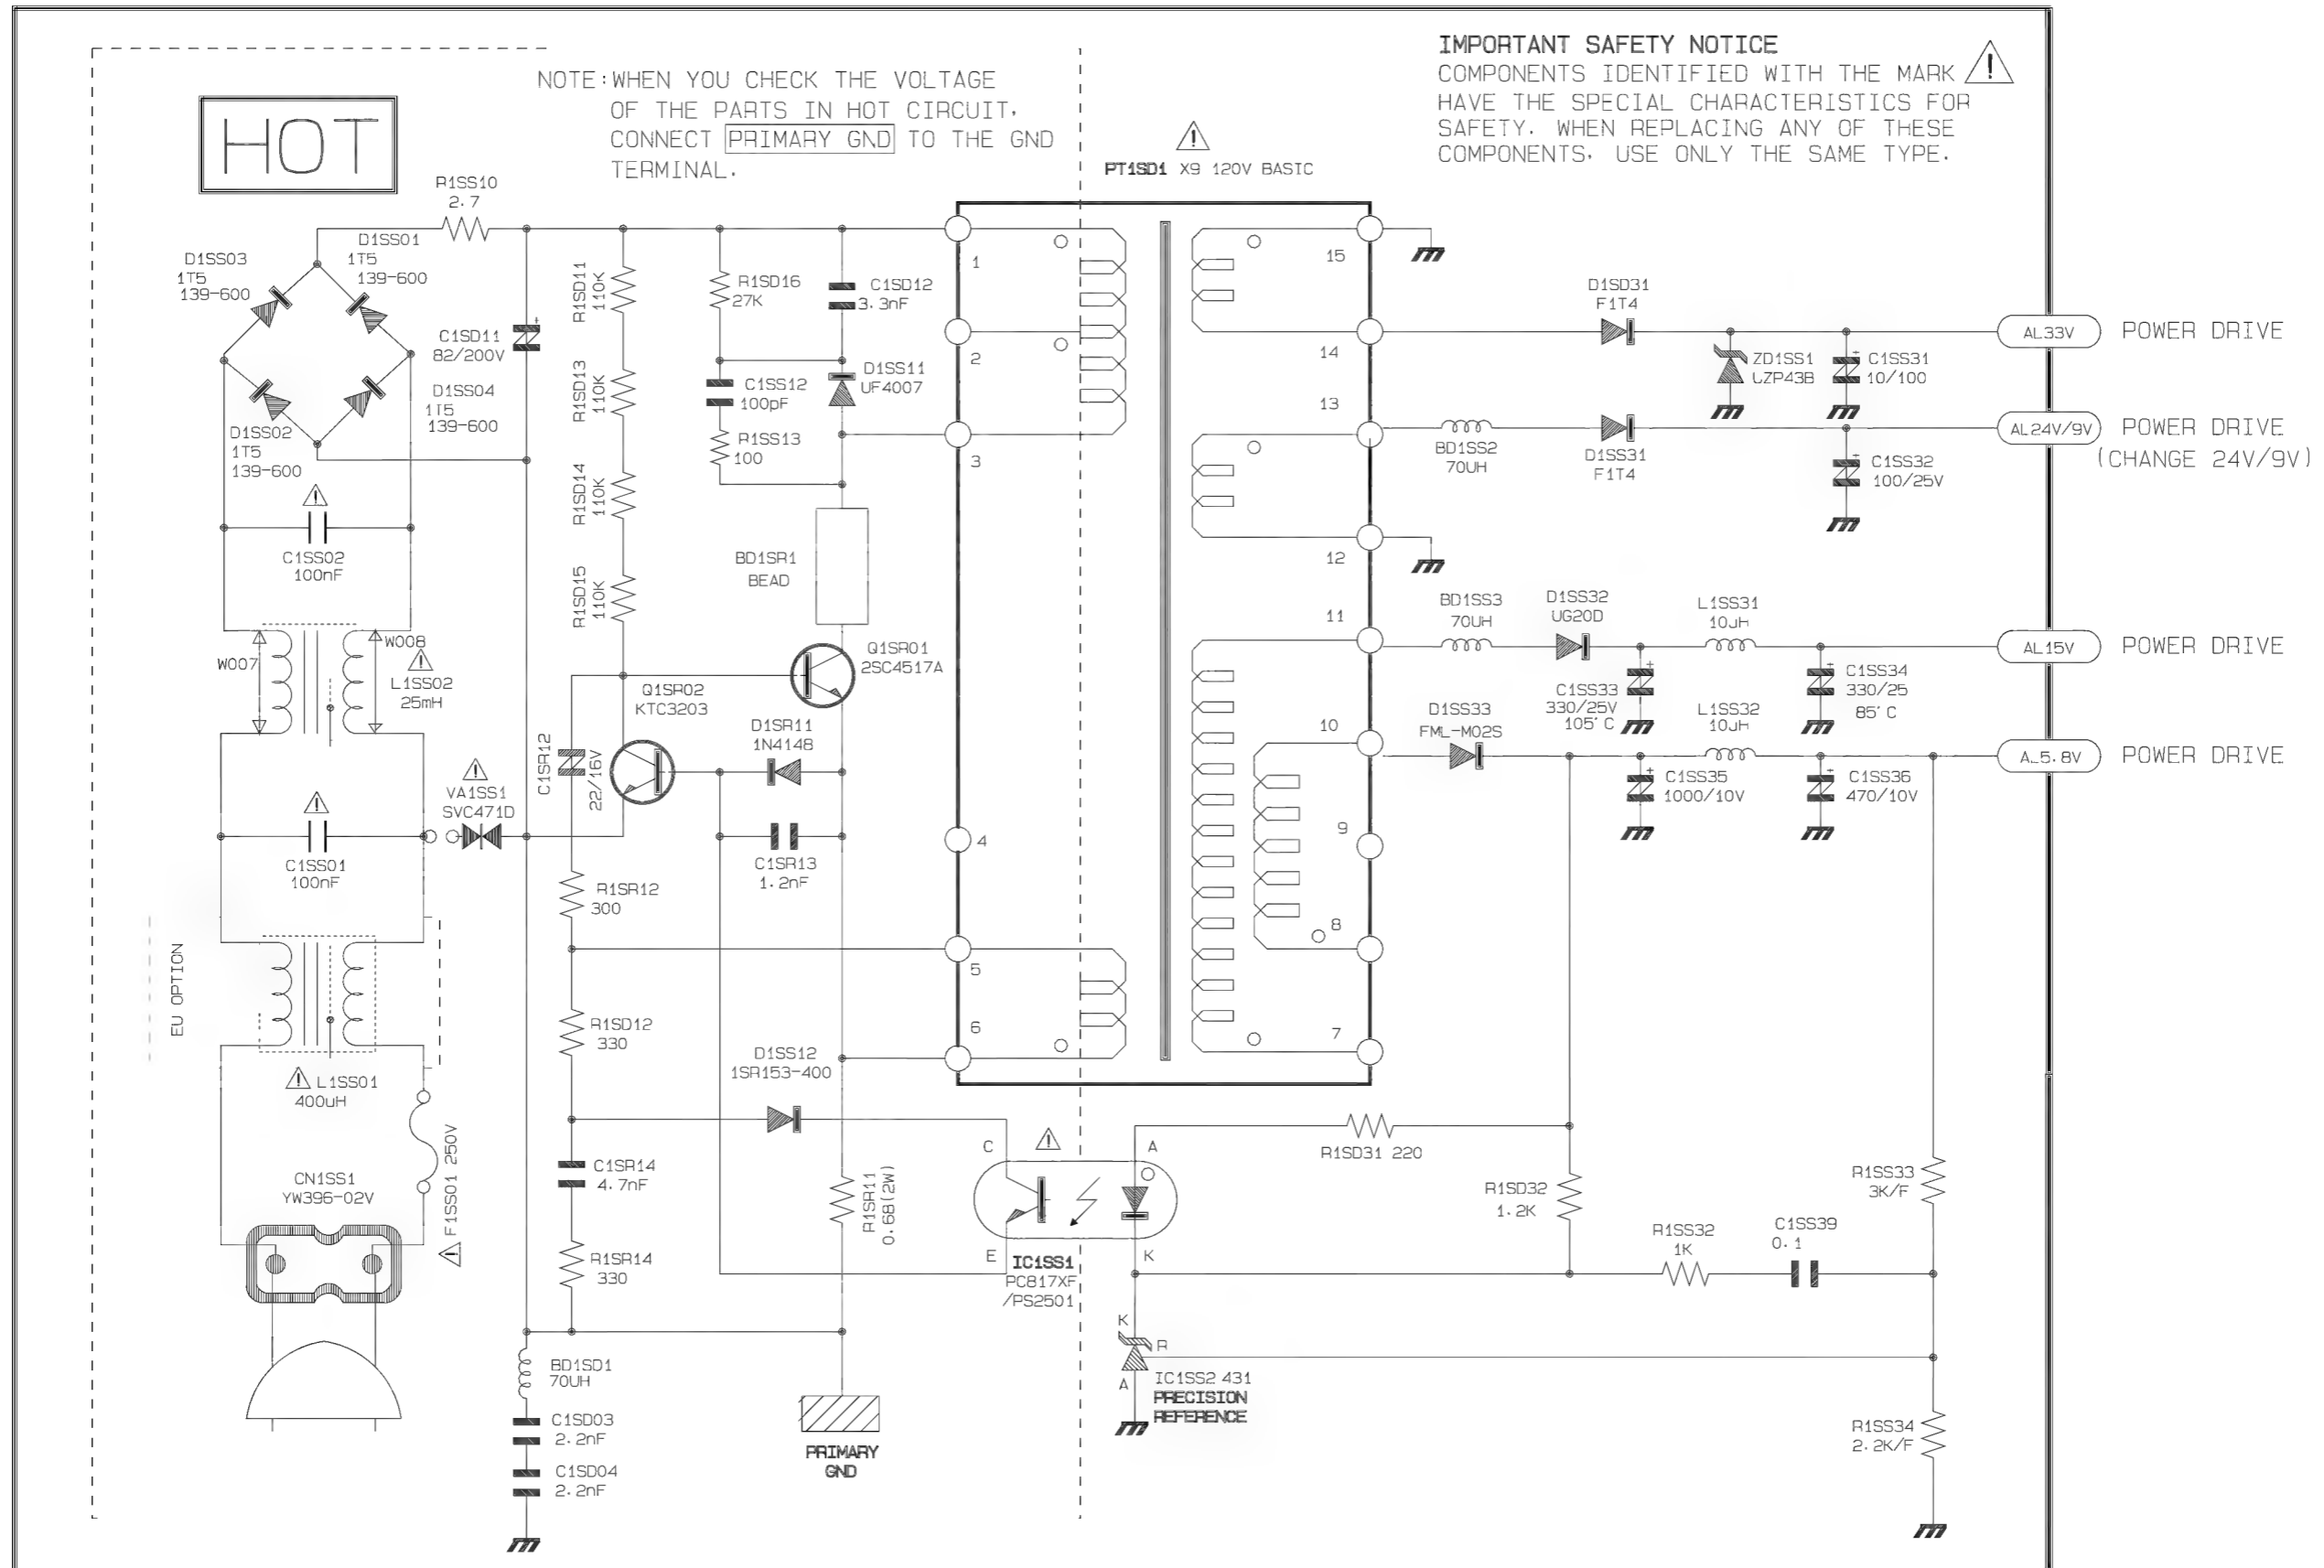 HOT
NOTE:WHEN YOU CHECK THE VOLTAGE
OF THE PARTS IN HOT CIRCUIT,
CONNECT PRIMARY GND TO THE GND
TERMINAL.
IMPORTANT SAFETY NOTICE
COMPONENTS IDENTIFIED WITH THE MARK
HAVE THE SPECIAL CHARACTERISTICS FOR
SAFETY. WHEN REPLACING ANY OF THESE
COMPONENTS, USE ONLY THE SAME TYPE.
PT1SD1 X9 120V BASIC
R1SS10
2.7
D1SS03
1T5
139-600
D1SS01
1T5
139-600
C1SD11
82/200V
D1SS04
1T5
139-600
D1SS02
1T5
139-600
C1SS02
100nF
W007
W008
L1SS02
25mH
VA1SS1
SVC471D
C1SS01
100nF
EU OPTION
L1SS01
400uH
F1SS01 250V
CN1SS1
YW396-02V
R1SD11
110K
R1SD13
110K
R1SD14
110K
R1SD15
110K
R1SD16
27K
C1SD12
3.3nF
C1SS12
100pF
D1SS11
UF4007
R1SS13
100
BD1SR1
BEAD
Q1SR01
2SC4517A
Q1SR02
KTC3203
C1SR12
22/16V
D1SR11
1N4148
C1SR13
1.2nF
R1SR12
300
R1SD12
330
D1SS12
1SR153-400
C1SR14
4.7nF
R1SR11
0.68(2W)
R1SR14
330
BD1SD1
70UH
C1SD03
2.2nF
C1SD04
2.2nF
PRIMARY
GND
1
2
3
4
5
6
15
14
13
12
11
10
9
8
7
C
E
A
K
IC1SS1
PC817XF
/PS2501
K
R
A
IC1SS2 431
PRECISION
REFERENCE
D1SD31
F1T4
ZD1SS1
UZP43B
C1SS31
10/100
AL33V
POWER DRIVE
BD1SS2
70UH
D1SS31
F1T4
C1SS32
100/25V
AL24V/9V
POWER DRIVE
(CHANGE 24V/9V)
BD1SS3
70UH
D1SS32
UG20D
L1SS31
10uH
C1SS33
330/25V
105°C
C1SS34
330/25
85°C
AL15V
POWER DRIVE
D1SS33
FML-M02S
L1SS32
10uH
C1SS35
1000/10V
C1SS36
470/10V
AL5.8V
POWER DRIVE
R1SD31 220
R1SD32
1.2K
R1SS32
1K
C1SS39
0.1
R1SS33
3K/F
R1SS34
2.2K/F